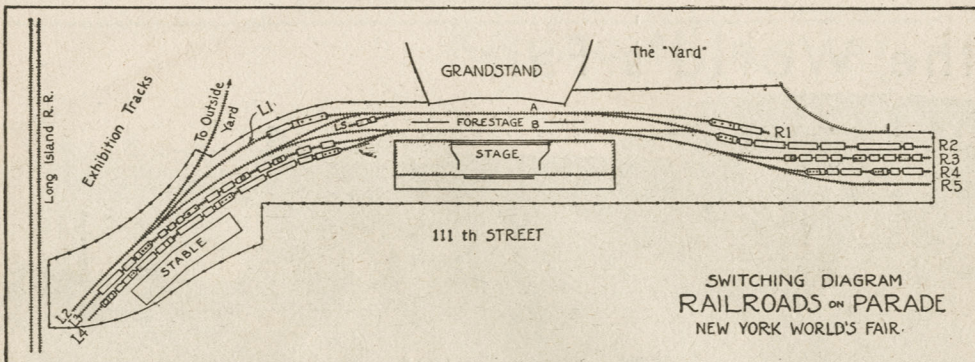 Long Island R.R.
Exhibition Tracks
To Outside
Yard
L1.
L5
GRANDSTAND
The "Yard"
A
FORESTAGE B
STAGE
R1
R2
R3
R4
R5
STABLE
L2
L3
L4
111 th STREET
SWITCHING DIAGRAM
RAILROADS ON PARADE
NEW YORK WORLD'S FAIR.